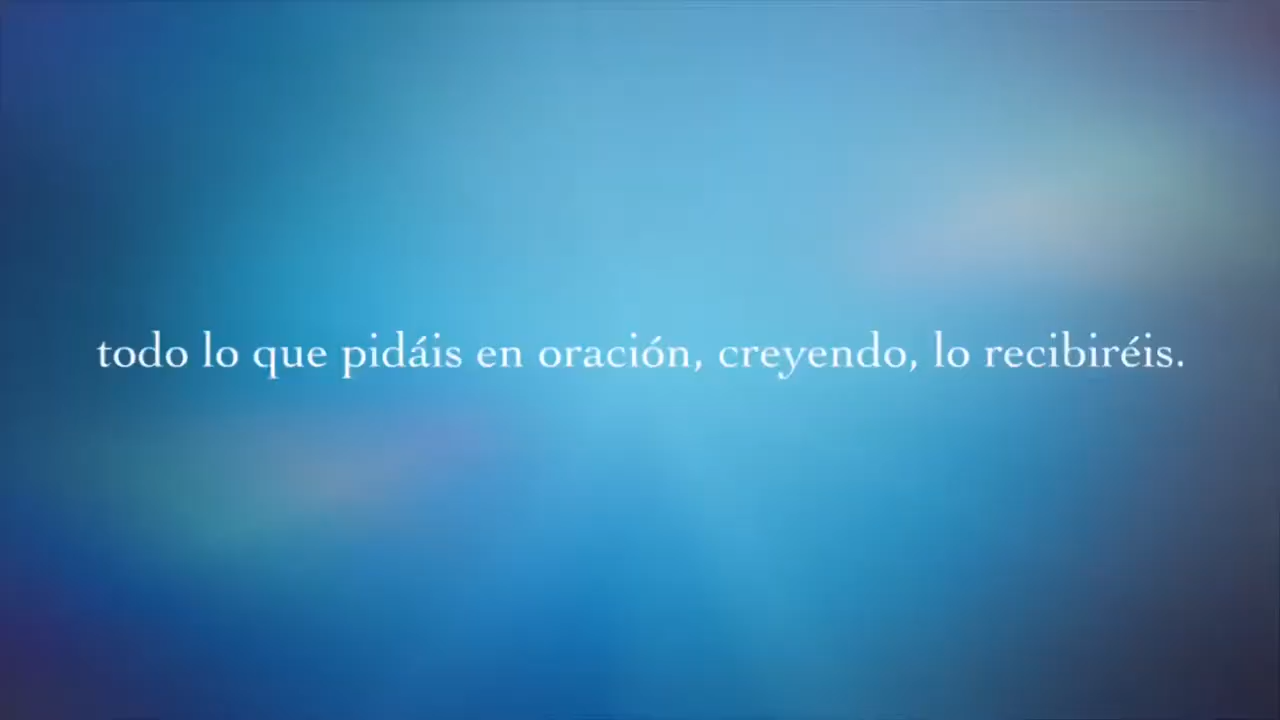 todo lo que pidáis en oración, creyendo, lo recibiréis.